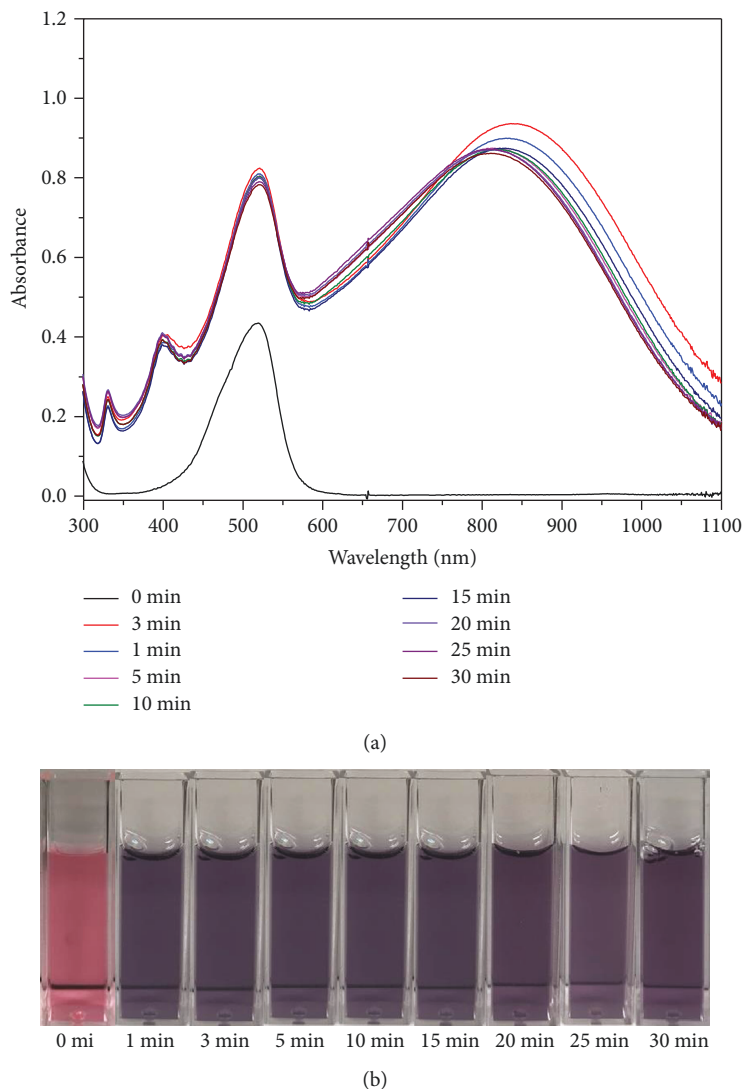 1.2
1.0
0.8
0.6
0.4
0.2
0.0
Absorbance
300 400 500 600 700 800 900 1000 1100
Wavelength (nm)
0 min
3 min
1 min
5 min
10 min
15 min
20 min
25 min
30 min
(a)
0 mi 1 min 3 min 5 min 10 min 15 min 20 min 25 min 30 min
(b)